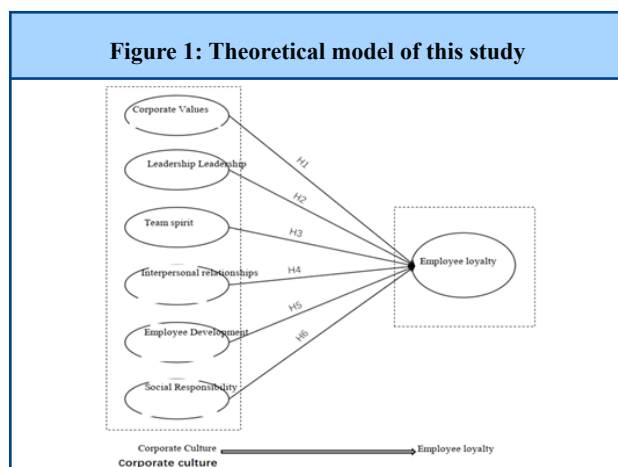 Figure 1: Theoretical model of this study
Corporate Values
H1
Leadership Leadership
H2
Team spirit
H3
Employee loyalty
Interpersonal relationships
H4
Employee Development
H5
Social Responsibility
H6
Corporate Culture
Employee loyalty
Corporate culture